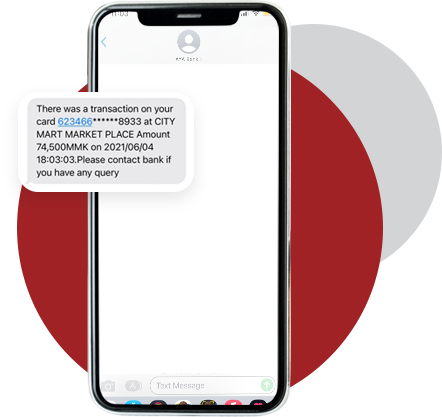 11:03
AYA Bank
There was a transaction on your
card 623466******8933 at CITY
MART MARKET PLACE Amount
74,500MMK on 2021/06/04
18:03:03.Please contact bank if
you have any query
Text Message